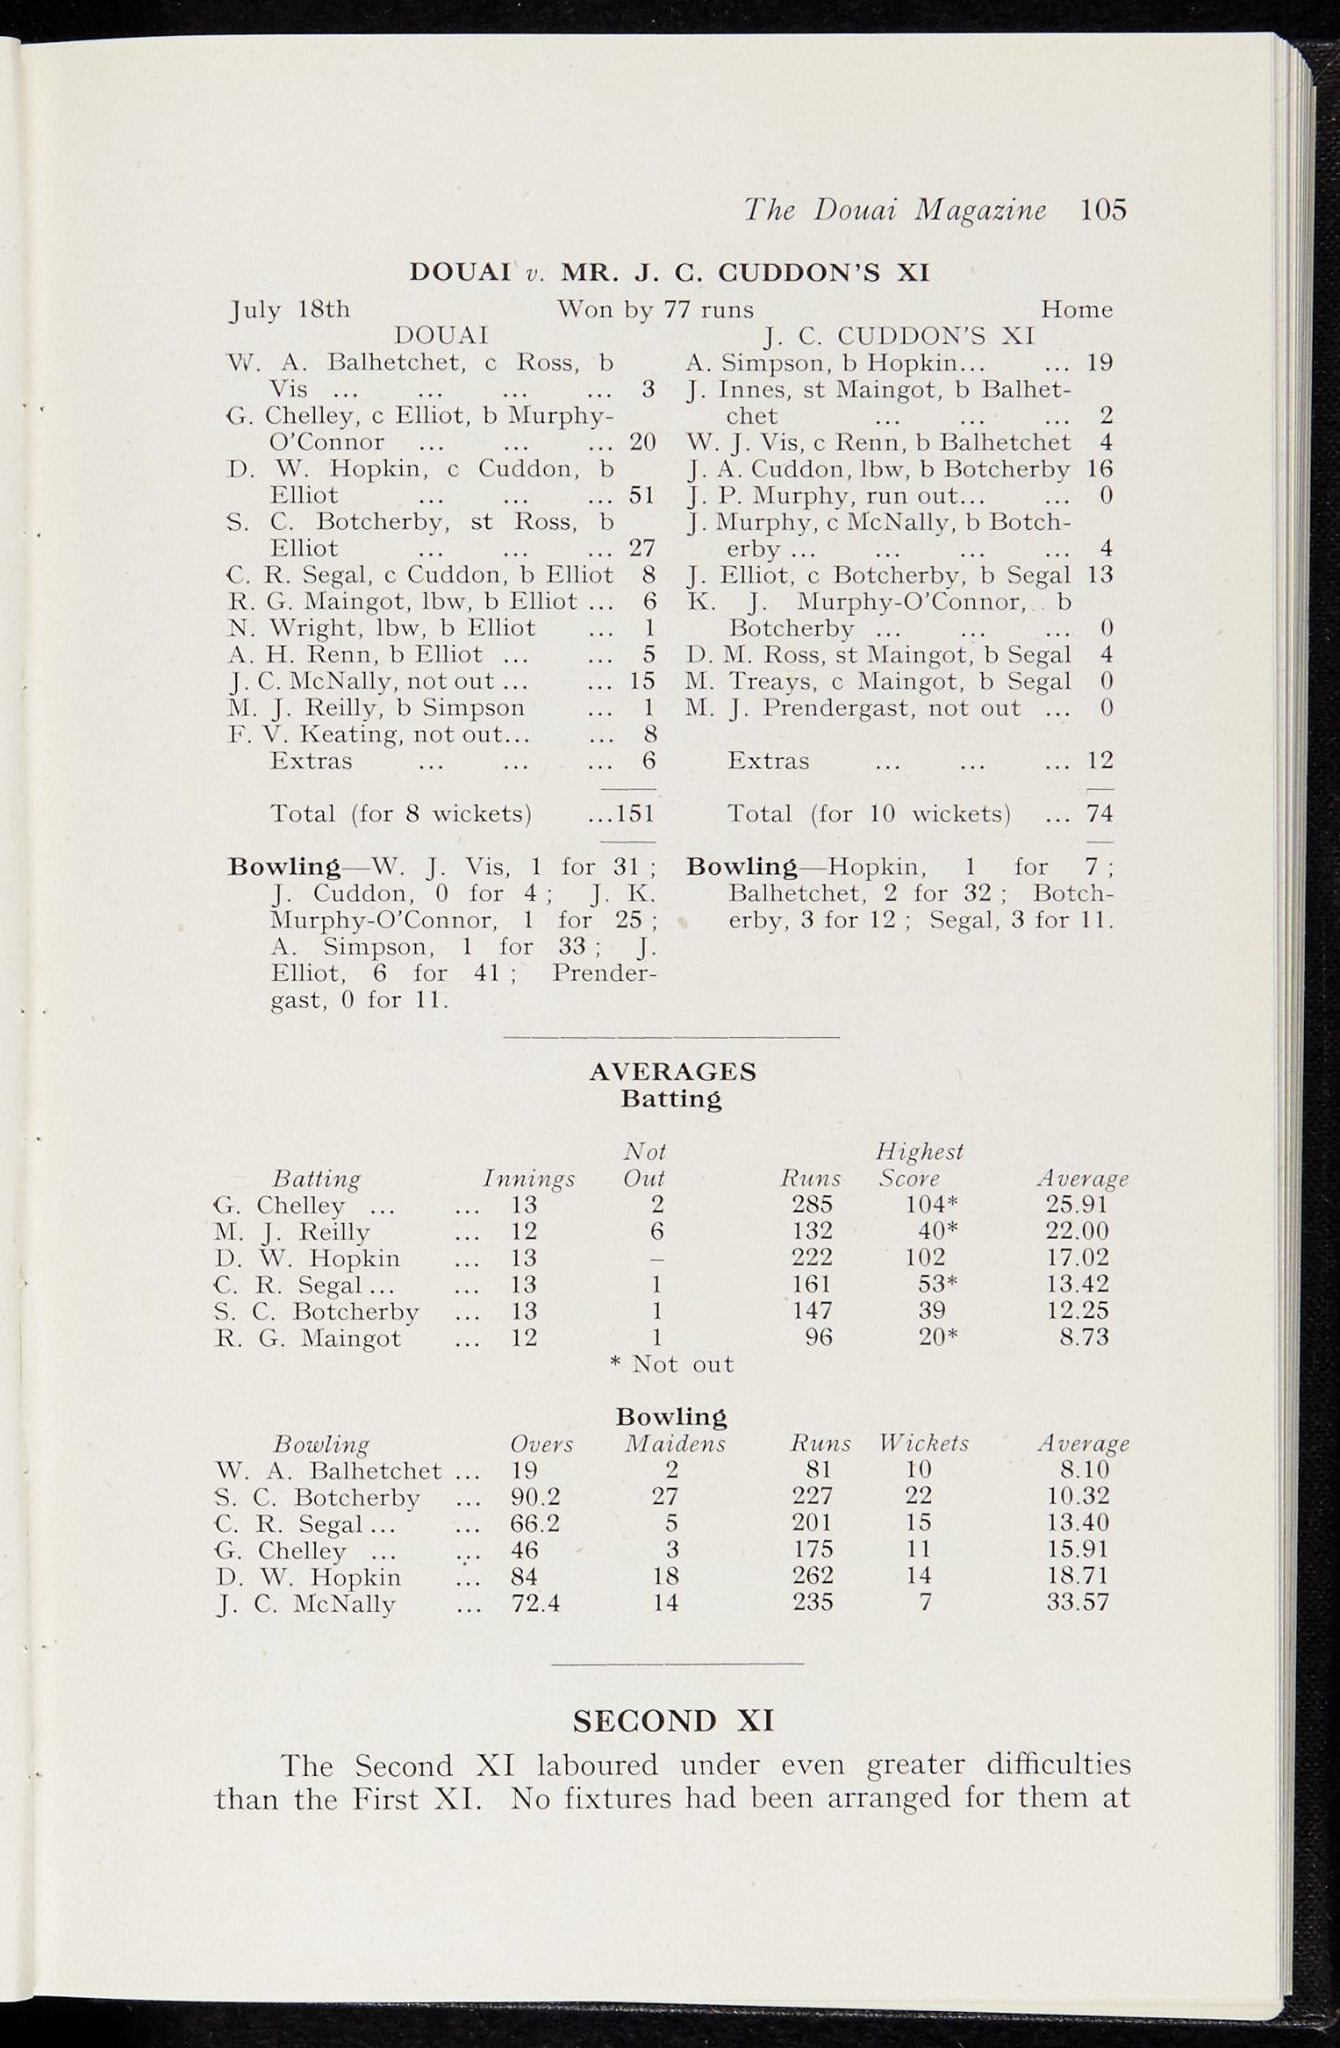 The Douai Magazine 105
DOUAI v. MR. J. C. CUDDON'S XI
July 18th Won by 77 runs Home
DOUAI
W. A. Balhetchet, c Ross, b
Vis ... ... ... ... 3
G. Chelley, c Elliot, b Murphy-
O'Connor ... ... ... 20
D. W. Hopkin, c Cuddon, b
Elliot ... ... ... 51
S. C. Botcherby, st Ross, b
Elliot ... ... ... 27
C. R. Segal, c Cuddon, b Elliot 8
R. G. Maingot, lbw, b Elliot ... 6
N. Wright, lbw, b Elliot ... 1
A. H. Renn, b Elliot ... ... 5
J. C. McNally, not out ... ... 15
M. J. Reilly, b Simpson ... 1
F. V. Keating, not out... ... 8
Extras ... ... ... 6
Total (for 8 wickets) ...151
Bowling—W. J. Vis, 1 for 31 ;
J. Cuddon, 0 for 4 ; J. K.
Murphy-O'Connor, 1 for 25 ;
A. Simpson, 1 for 33 ; J.
Elliot, 6 for 41 ; Prender-
gast, 0 for 11.
J. C. CUDDON'S XI
A. Simpson, b Hopkin... ... 19
J. Innes, st Maingot, b Balhet-
chet ... ... ... 2
W. J. Vis, c Renn, b Balhetchet 4
J. A. Cuddon, lbw, b Botcherby 16
J. P. Murphy, run out... ... 0
J. Murphy, c McNally, b Botch-
erby ... ... ... ... 4
J. Elliot, c Botcherby, b Segal 13
K. J. Murphy-O'Connor, b
Botcherby ... ... ... 0
D. M. Ross, st Maingot, b Segal 4
M. Treays, c Maingot, b Segal 0
M. J. Prendergast, not out ... 0
Extras ... ... ... 12
Total (for 10 wickets) ... 74
Bowling—Hopkin, 1 for 7 ;
Balhetchet, 2 for 32 ; Botch-
erby, 3 for 12 ; Segal, 3 for 11.
AVERAGES
Batting
Not Highest
Batting Innings Out Runs Score Average
G. Chelley ... ... 13 2 285 104* 25.91
M. J. Reilly ... 12 6 132 40* 22.00
D. W. Hopkin ... 13 – 222 102 17.02
C. R. Segal ... ... 13 1 161 53* 13.42
S. C. Botcherby ... 13 1 147 39 12.25
R. G. Maingot ... 12 1 96 20* 8.73
* Not out
Bowling
Bowling Overs Maidens Runs Wickets Average
W. A. Balhetchet ... 19 2 81 10 8.10
S. C. Botcherby ... 90.2 27 227 22 10.32
C. R. Segal ... ... 66.2 5 201 15 13.40
G. Chelley ... ... 46 3 175 11 15.91
D. W. Hopkin ... 84 18 262 14 18.71
J. C. McNally ... 72.4 14 235 7 33.57
SECOND XI
The Second XI laboured under even greater difficulties
than the First XI. No fixtures had been arranged for them at